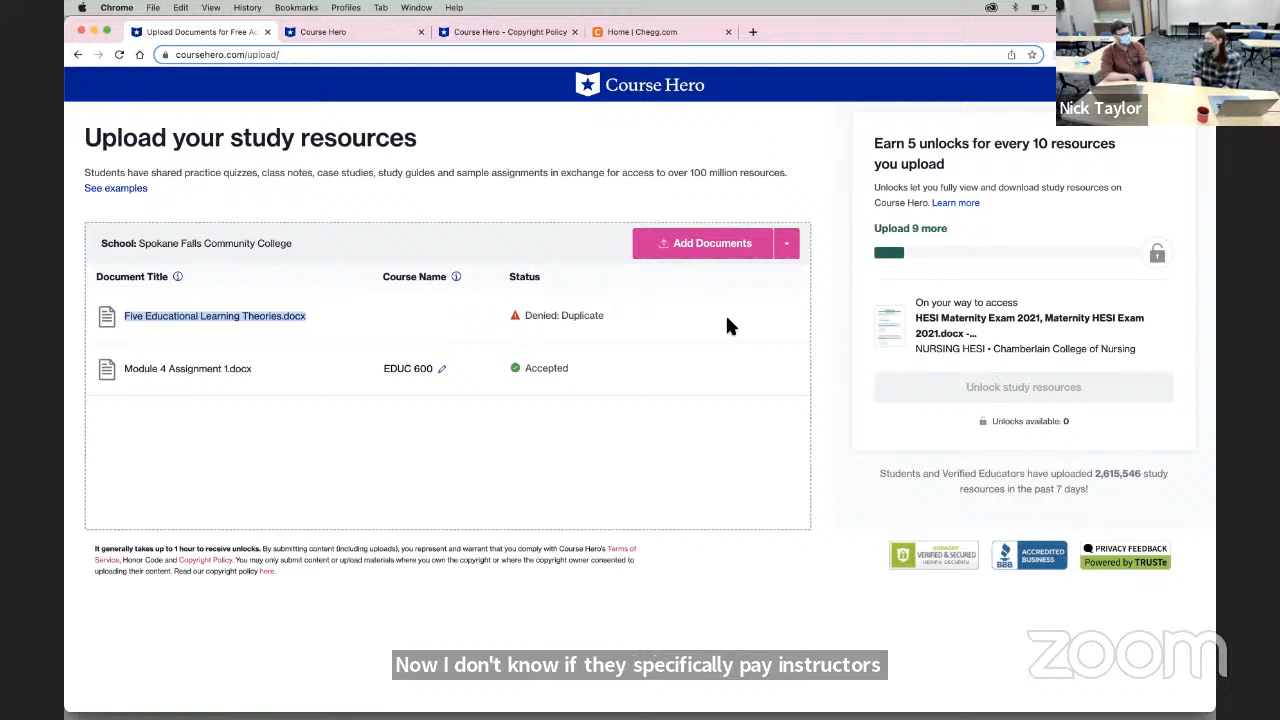 Chrome File Edit View History Bookmarks Profiles Tab Window Help
Upload Documents for Free Ac
Course Hero
Course Hero - Copyright Policy
Home | Chegg.com
coursehero.com/upload/
Course Hero
Nick Taylor
Upload your study resources
Students have shared practice quizzes, class notes, case studies, study guides and sample assignments in exchange for access to over 100 million resources.
See examples
School: Spokane Falls Community College
Add Documents
Document Title
Course Name
Status
Five Educational Learning Theories.docx
Denied: Duplicate
Module 4 Assignment 1.docx
EDUC 600
Accepted
It generally takes up to 1 hour to receive unlocks. By submitting content (including uploads), you represent and warrant that you comply with Course Hero's Terms of
Service, Honor Code and Copyright Policy. You may only submit content or upload materials where you own the copyright or where the copyright owner consented to
uploading their content. Read our copyright policy here.
Earn 5 unlocks for every 10 resources
you upload
Unlocks let you fully view and download study resources on
Course Hero. Learn more
Upload 9 more
On your way to access
HESI Maternity Exam 2021, Maternity HESI Exam
2021.docx -...
NURSING HESI • Chamberlain College of Nursing
Unlock study resources
Unlocks available: 0
Students and Verified Educators have uploaded 2,615,546 study
resources in the past 7 days!
GODADDY
VERIFIED & SECURED
VERIFY SECURITY
BBB
ACCREDITED
BUSINESS
PRIVACY FEEDBACK
Powered by TRUSTe
zoom
Now I don't know if they specifically pay instructors